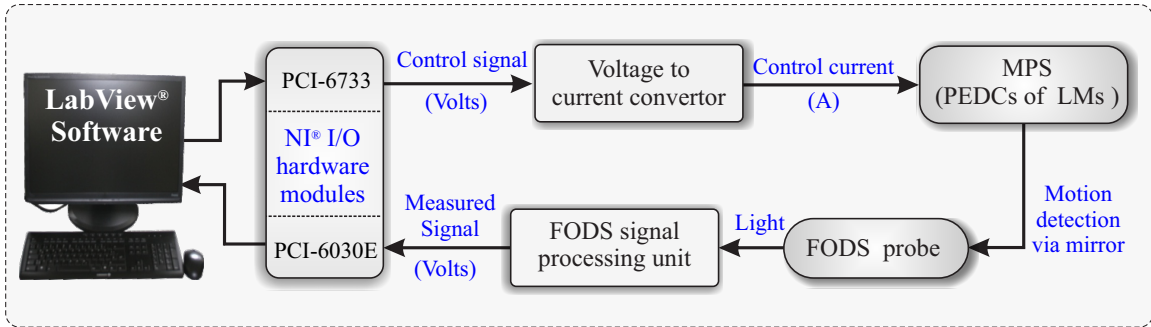 LabView®
Software
PCI-6733
NI® I/O
hardware
modules
PCI-6030E
Control signal
(Volts)
Voltage to
current convertor
Control current
(A)
MPS
(PEDCs of LMs )
Motion
detection
via mirror
FODS probe
Light
FODS signal
processing unit
Measured
Signal
(Volts)